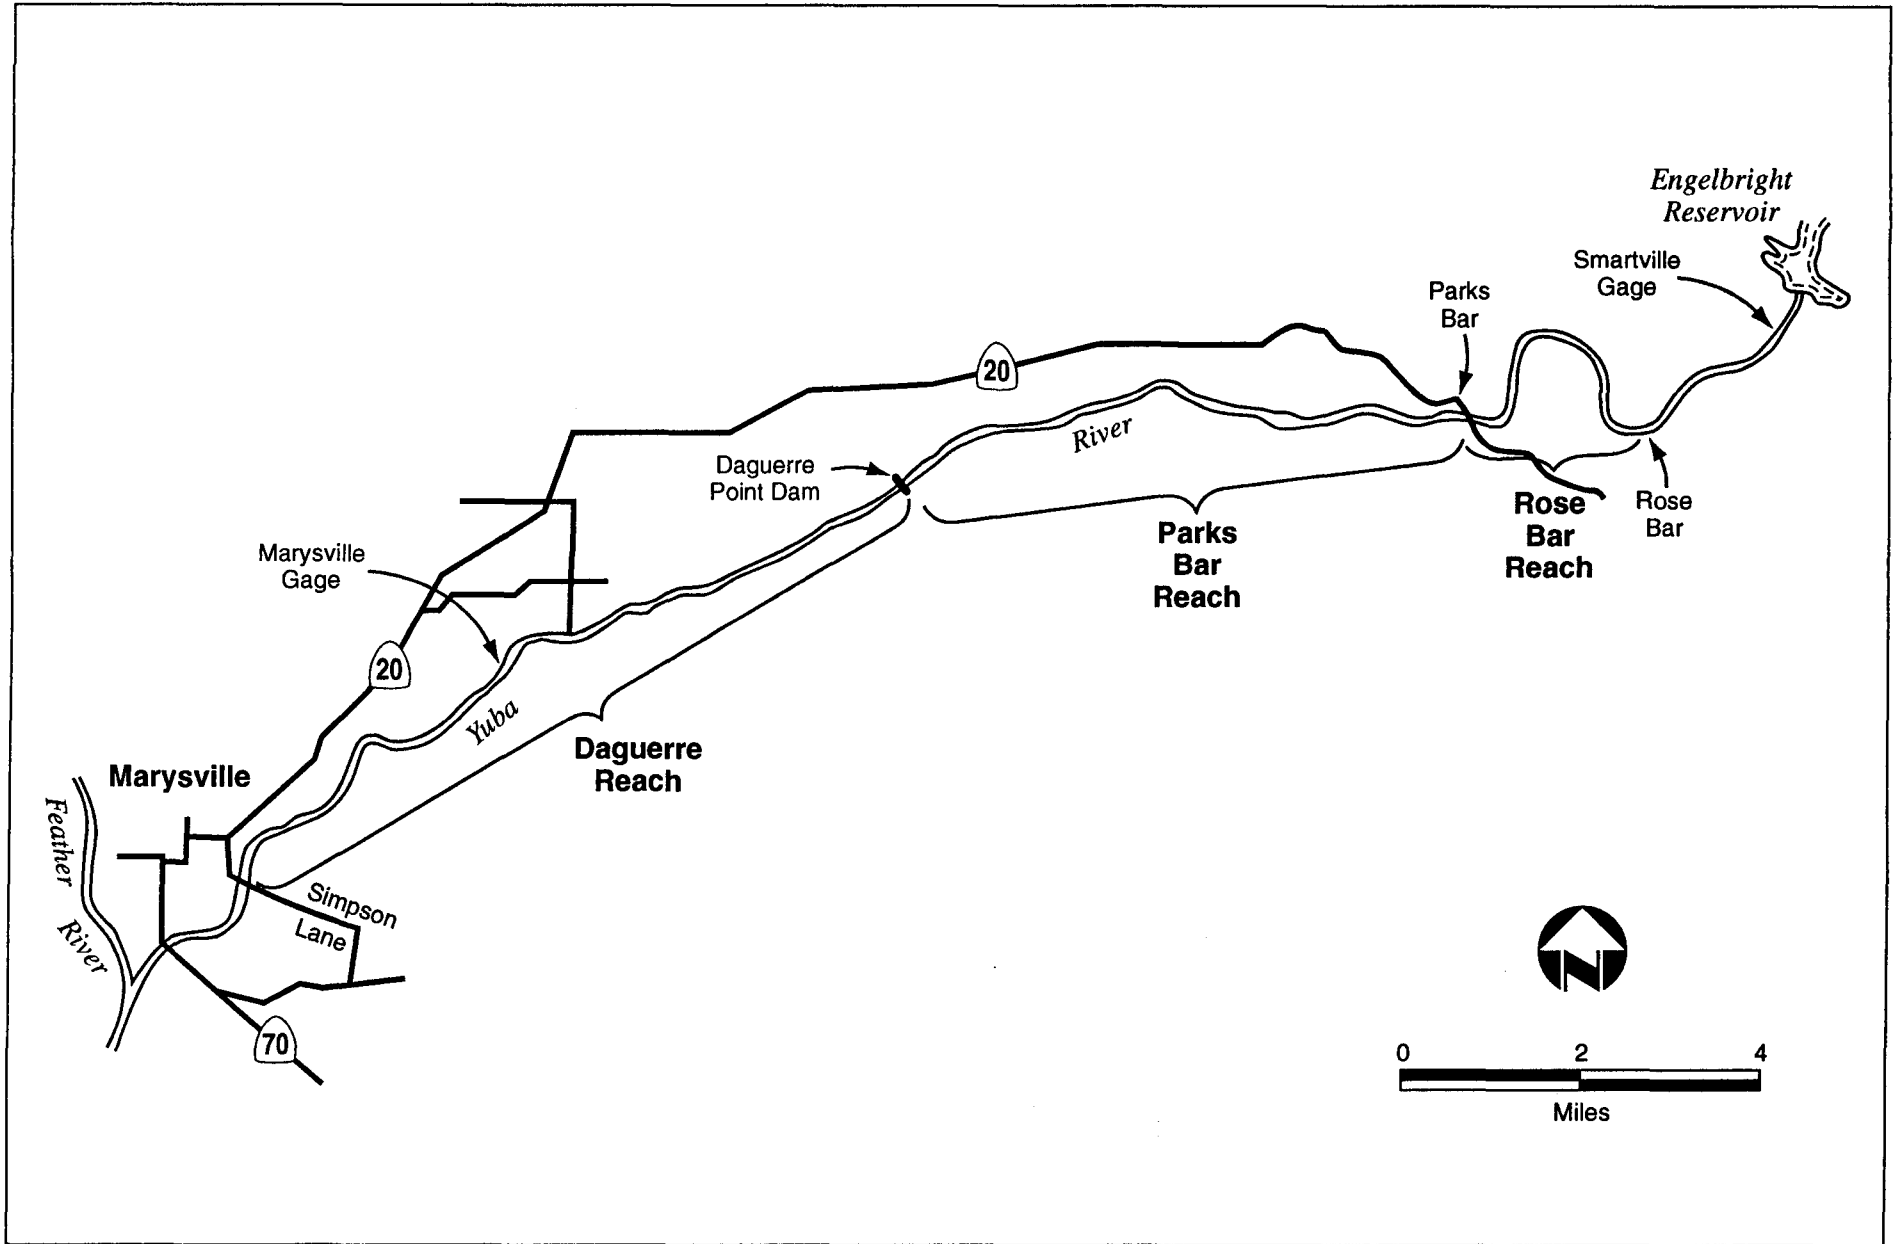 Engelbright
Reservoir
Smartville
Gage
Parks
Bar
20
River
Daguerre
Point Dam
Rose
Bar
Reach
Rose
Bar
Parks
Bar
Reach
Marysville
Gage
20
Yuba
Daguerre
Reach
Marysville
Feather
River
Simpson
Lane
70
N
0 2 4
Miles